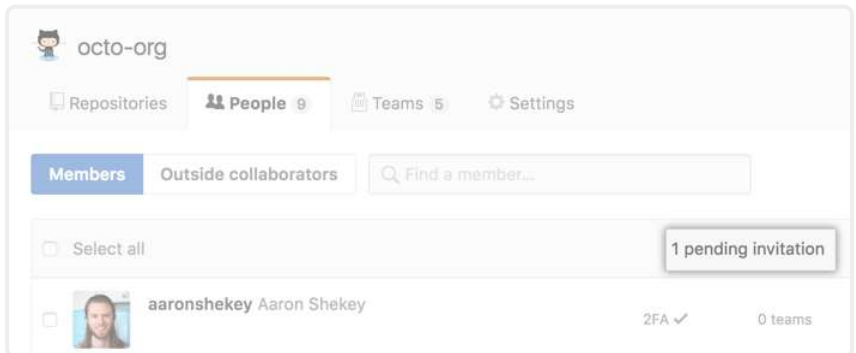 octo-org
Repositories People 9 Teams 5 Settings
Members Outside collaborators Find a member...
Select all 1 pending invitation
aaronshekey Aaron Shekey
2FA ✓ 0 teams